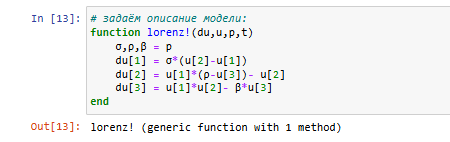 In [13]: # задаём описание модели:
function lorenz!(du,u,p,t)
    σ,ρ,β = p
    du[1] = σ*(u[2]-u[1])
    du[2] = u[1]*(ρ-u[3])- u[2]
    du[3] = u[1]*u[2]- β*u[3]
end
Out[13]: lorenz! (generic function with 1 method)